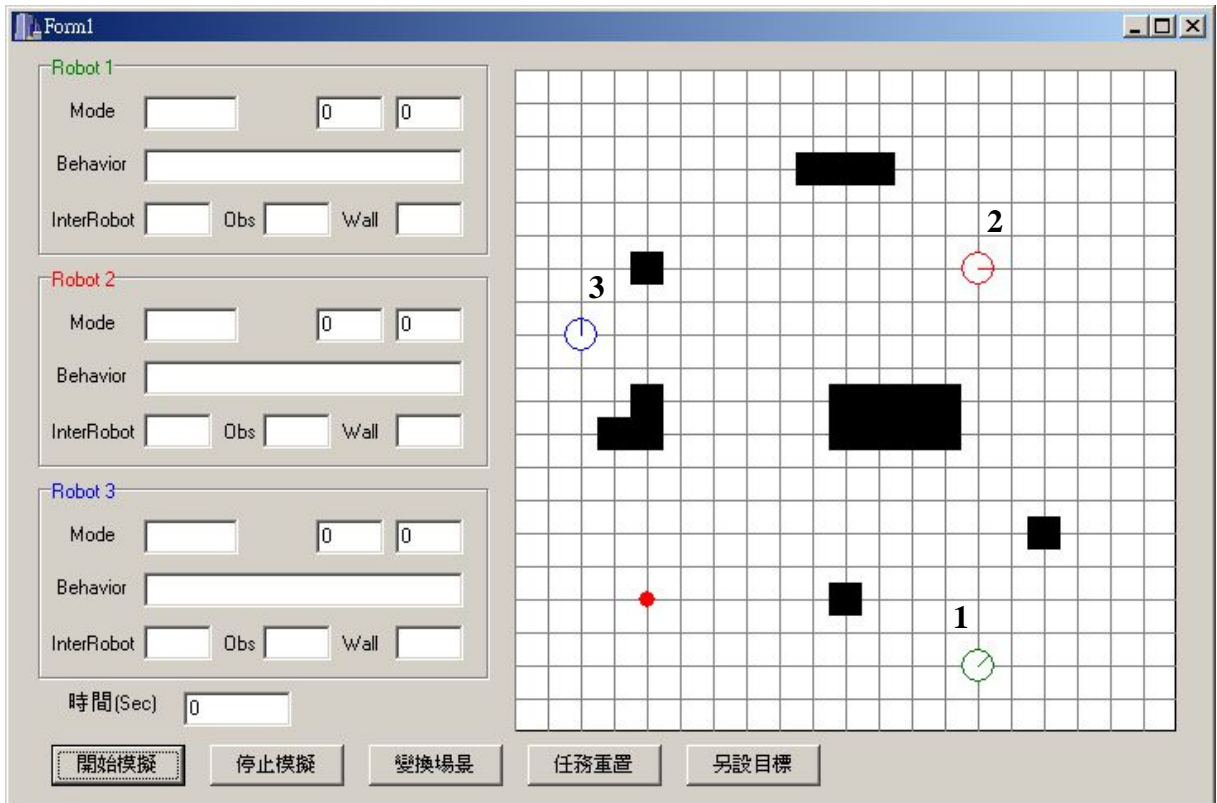 Form1
Robot 1
Mode 0 0
Behavior
InterRobot Obs Wall
Robot 2
Mode 0 0
Behavior
InterRobot Obs Wall
Robot 3
Mode 0 0
Behavior
InterRobot Obs Wall
時間(Sec) 0
開始模擬 停止模擬 變換場景 任務重置 另設目標
2
3
1